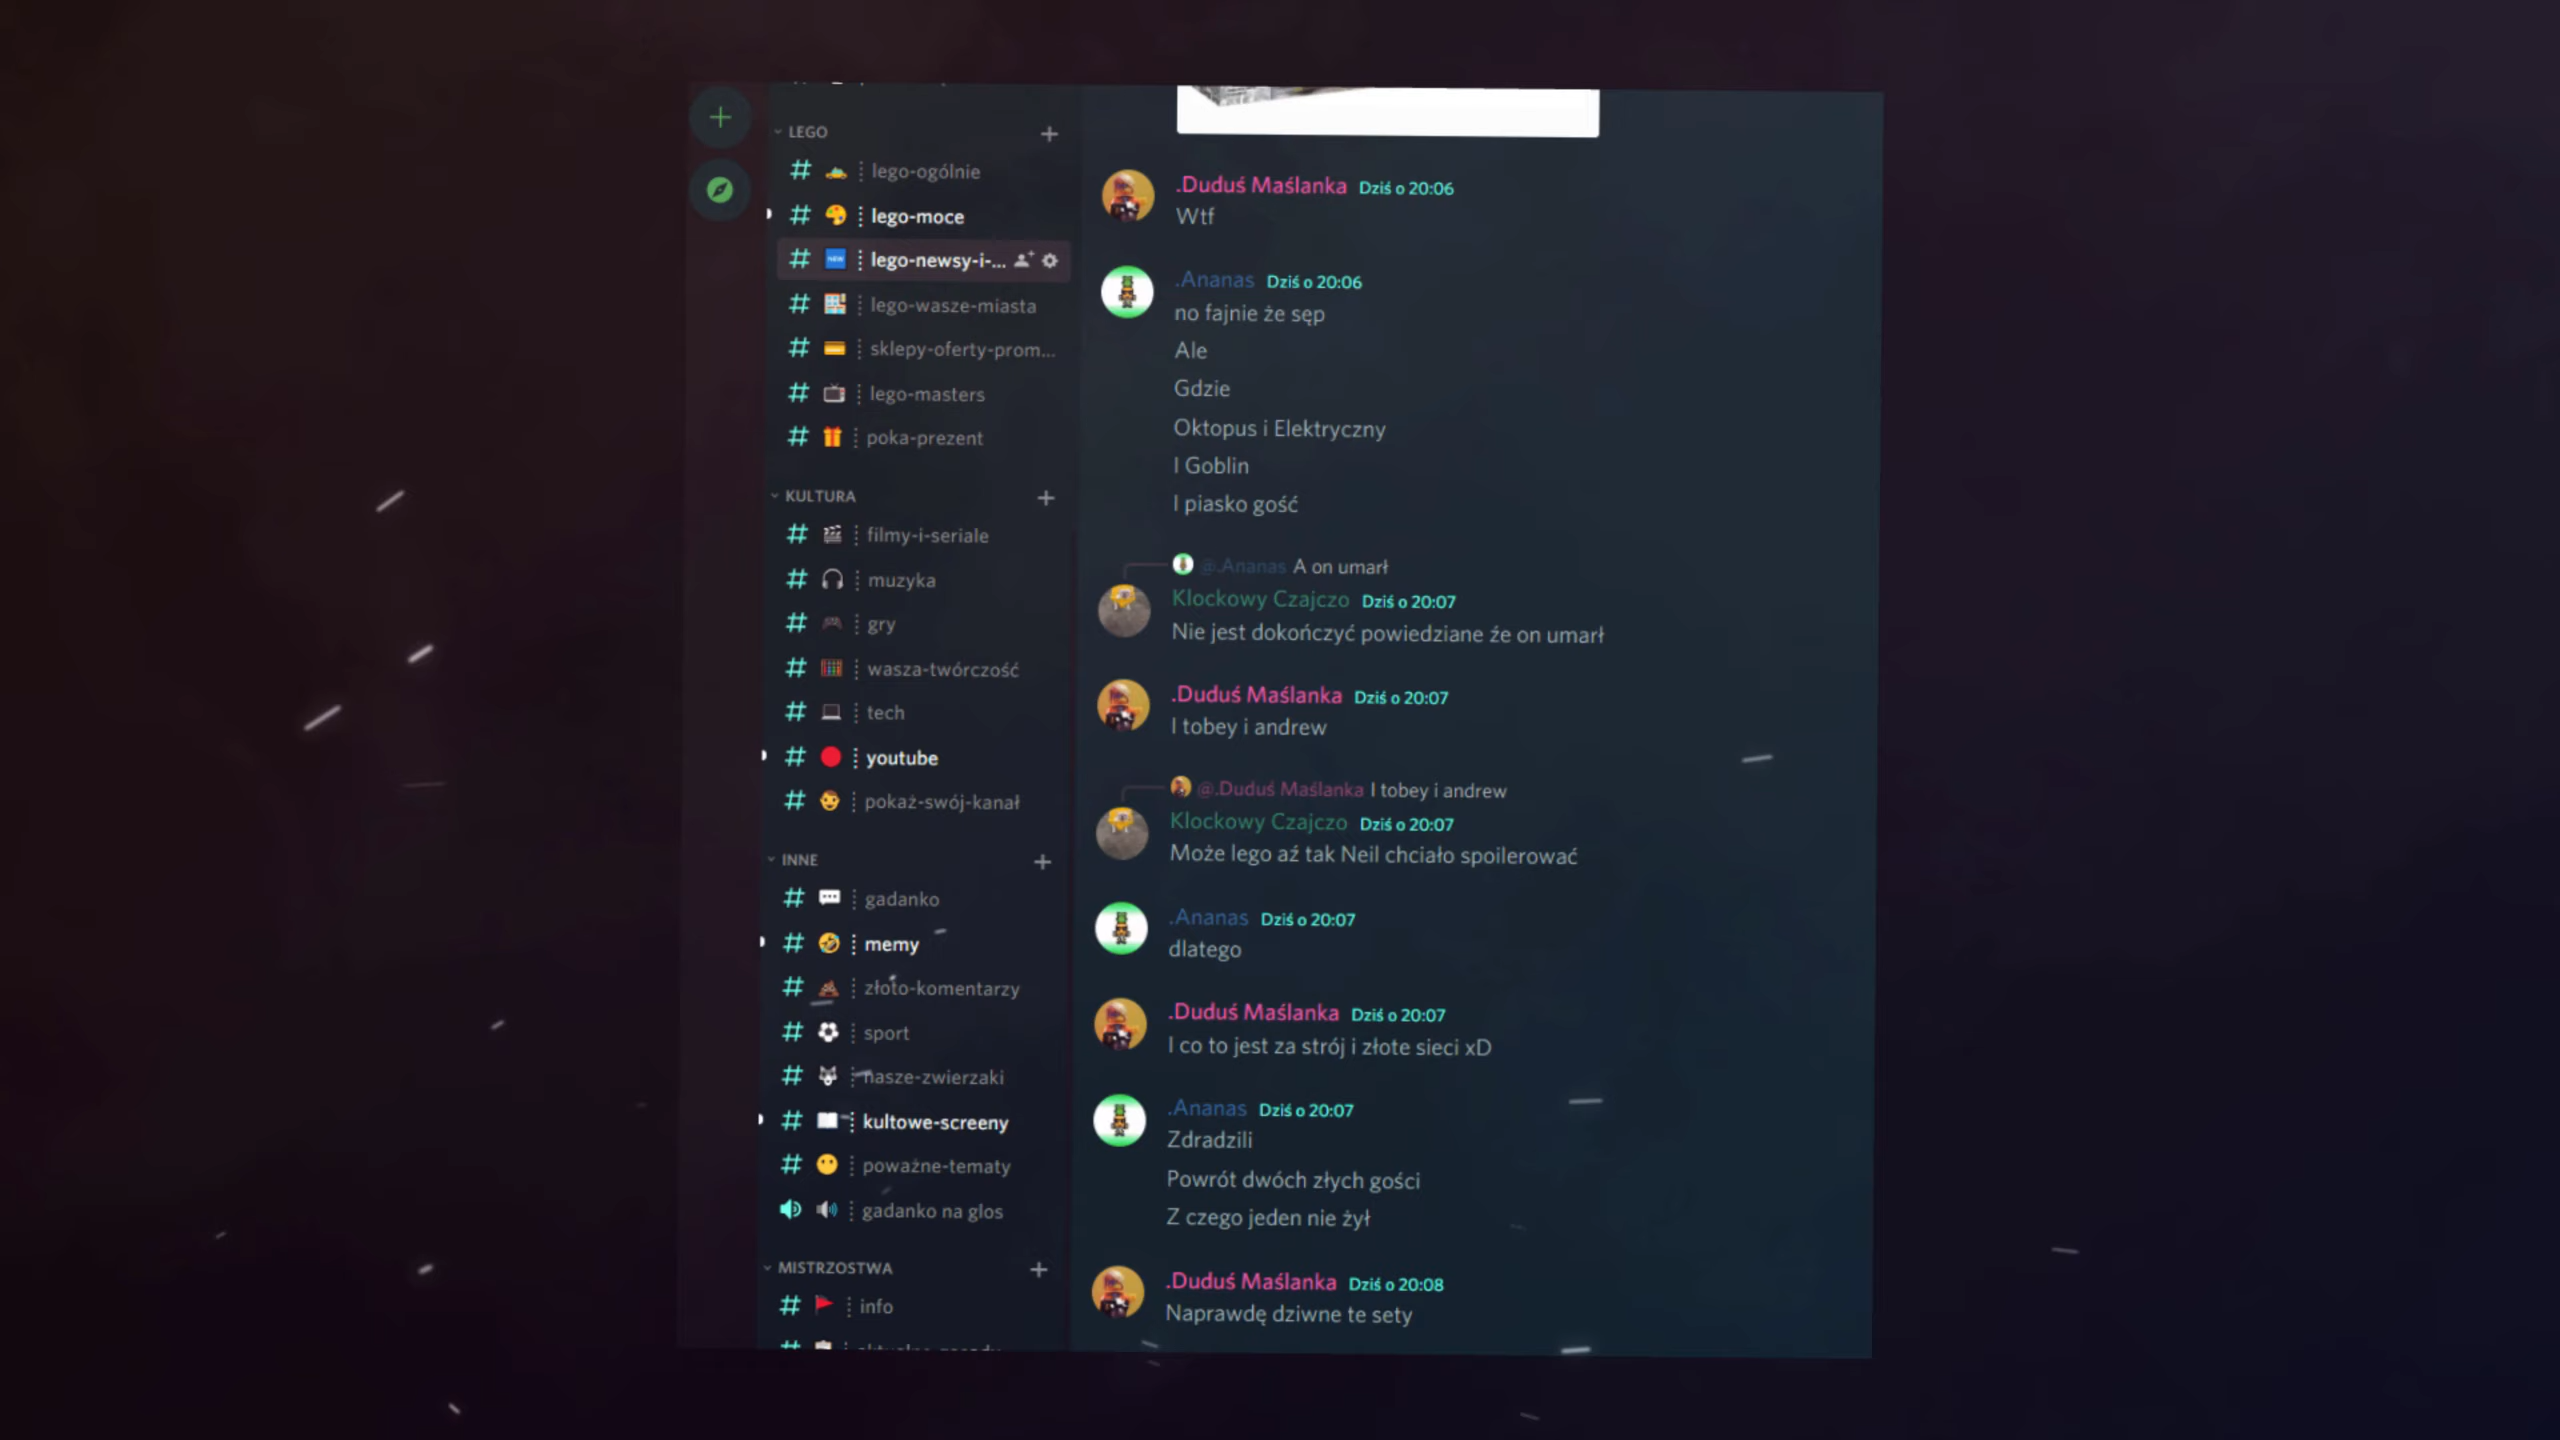 LEGO
lego-ogólnie
lego-moce
NEW lego-newsy-i-...
lego-wasze-miasta
sklepy-oferty-prom...
lego-masters
poka-prezent
KULTURA
filmy-i-seriale
muzyka
gry
wasza-twórczość
tech
youtube
pokaż-swój-kanał
INNE
gadanko
memy
złoto-komentarzy
sport
nasze-zwierzaki
kultowe-screeny
poważne-tematy
gadanko na glos
MISTRZOSTWA
info
.Duduś Maślanka Dziś o 20:06
Wtf
.Ananas Dziś o 20:06
no fajnie że sęp
Ale
Gdzie
Oktopus i Elektryczny
I Goblin
I piasko gość
@.Ananas A on umarł
Klockowy Czajczo Dziś o 20:07
Nie jest dokończyć powiedziane źe on umarł
.Duduś Maślanka Dziś o 20:07
I tobey i andrew
@.Duduś Maślanka I tobey i andrew
Klockowy Czajczo Dziś o 20:07
Może lego aź tak Neil chciało spoilerować
.Ananas Dziś o 20:07
dlatego
.Duduś Maślanka Dziś o 20:07
I co to jest za strój i złote sieci xD
.Ananas Dziś o 20:07
Zdradzili
Powrót dwóch złych gości
Z czego jeden nie żył
.Duduś Maślanka Dziś o 20:08
Naprawdę dziwne te sety